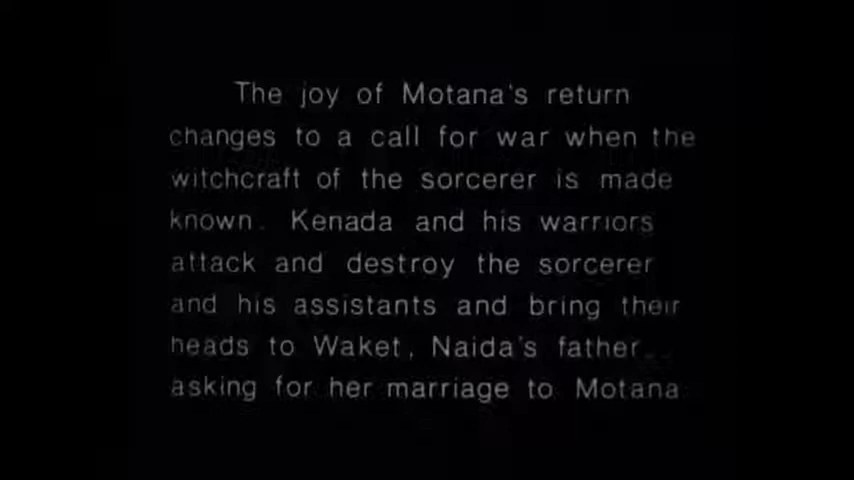 The joy of Motana's return
changes to a call for war when the
witchcraft of the sorcerer is made
known. Kenada and his warriors
attack and destroy the sorcerer
and his assistants and bring their
heads to Waket, Naida's father
asking for her marriage to Motana